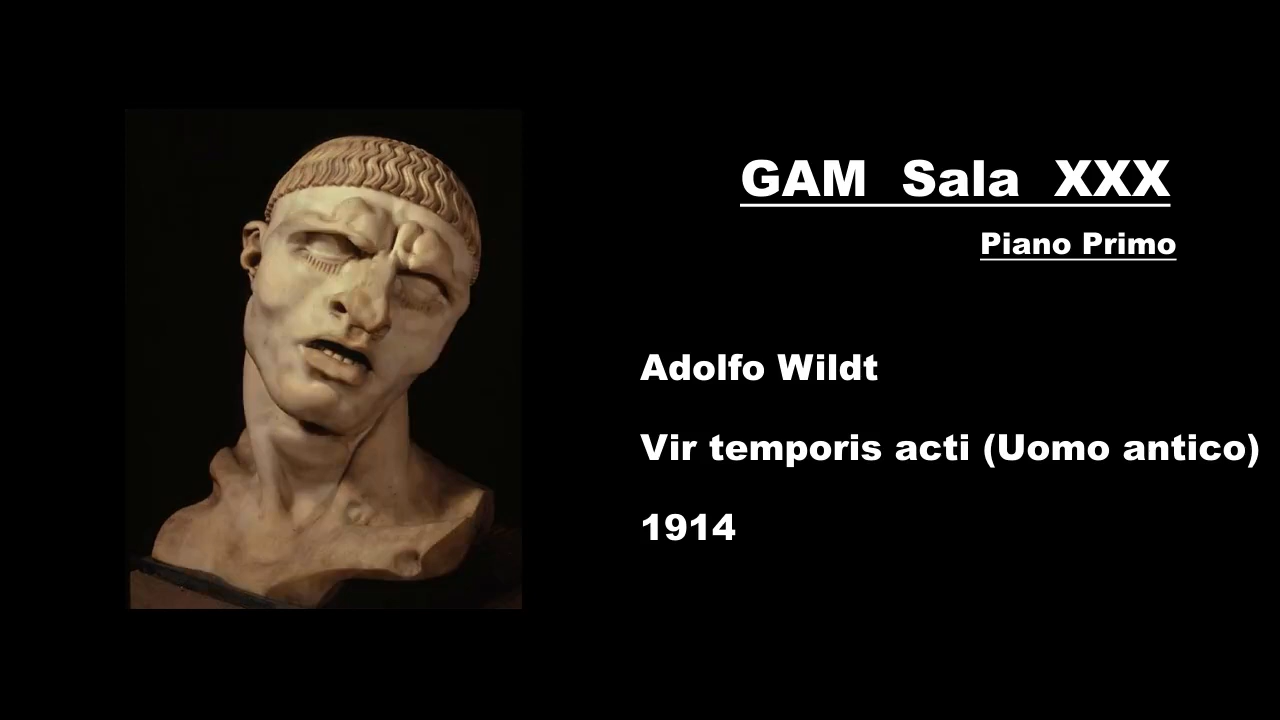 GAM Sala XXX
Piano Primo
Adolfo Wildt
Vir temporis acti (Uomo antico)
1914